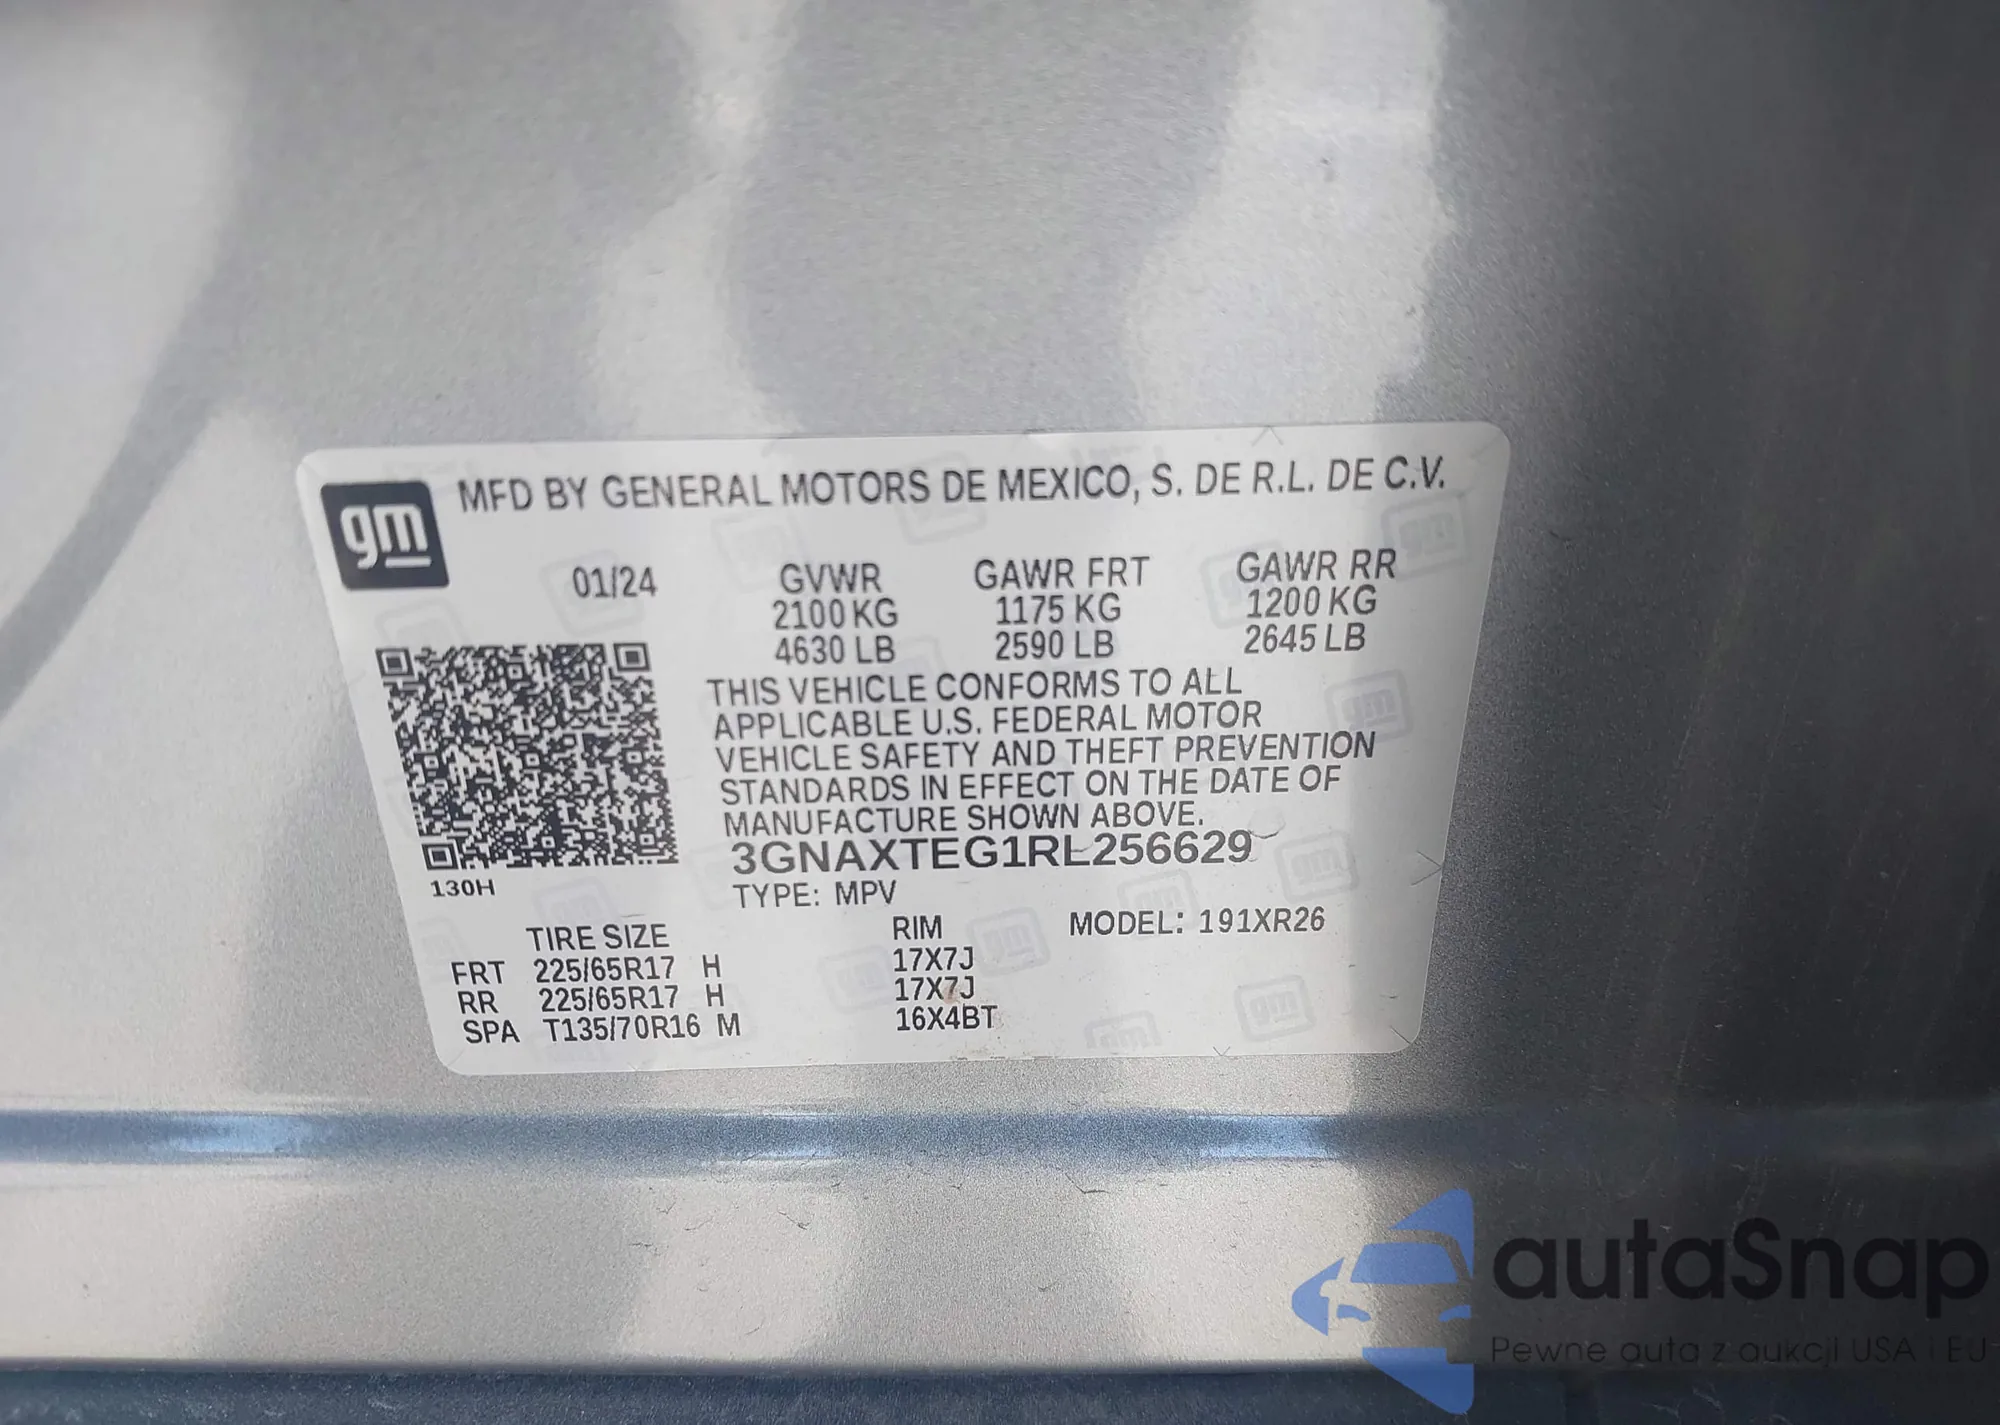 gm
MFD BY GENERAL MOTORS DE MEXICO, S. DE R.L. DE C.V.
01/24 GVWR GAWR FRT GAWR RR
2100 KG 1175 KG 1200 KG
4630 LB 2590 LB 2645 LB
THIS VEHICLE CONFORMS TO ALL
APPLICABLE U.S. FEDERAL MOTOR
VEHICLE SAFETY AND THEFT PREVENTION
STANDARDS IN EFFECT ON THE DATE OF
MANUFACTURE SHOWN ABOVE.
3GNAXTEG1RL256629
130H
TYPE: MPV
TIRE SIZE RIM MODEL: 191XR26
FRT 225/65R17 H 17X7J
RR 225/65R17 H 17X7J
SPA T135/70R16 M 16X4BT
autaSnap
Pewne auta z aukcji USA i EU